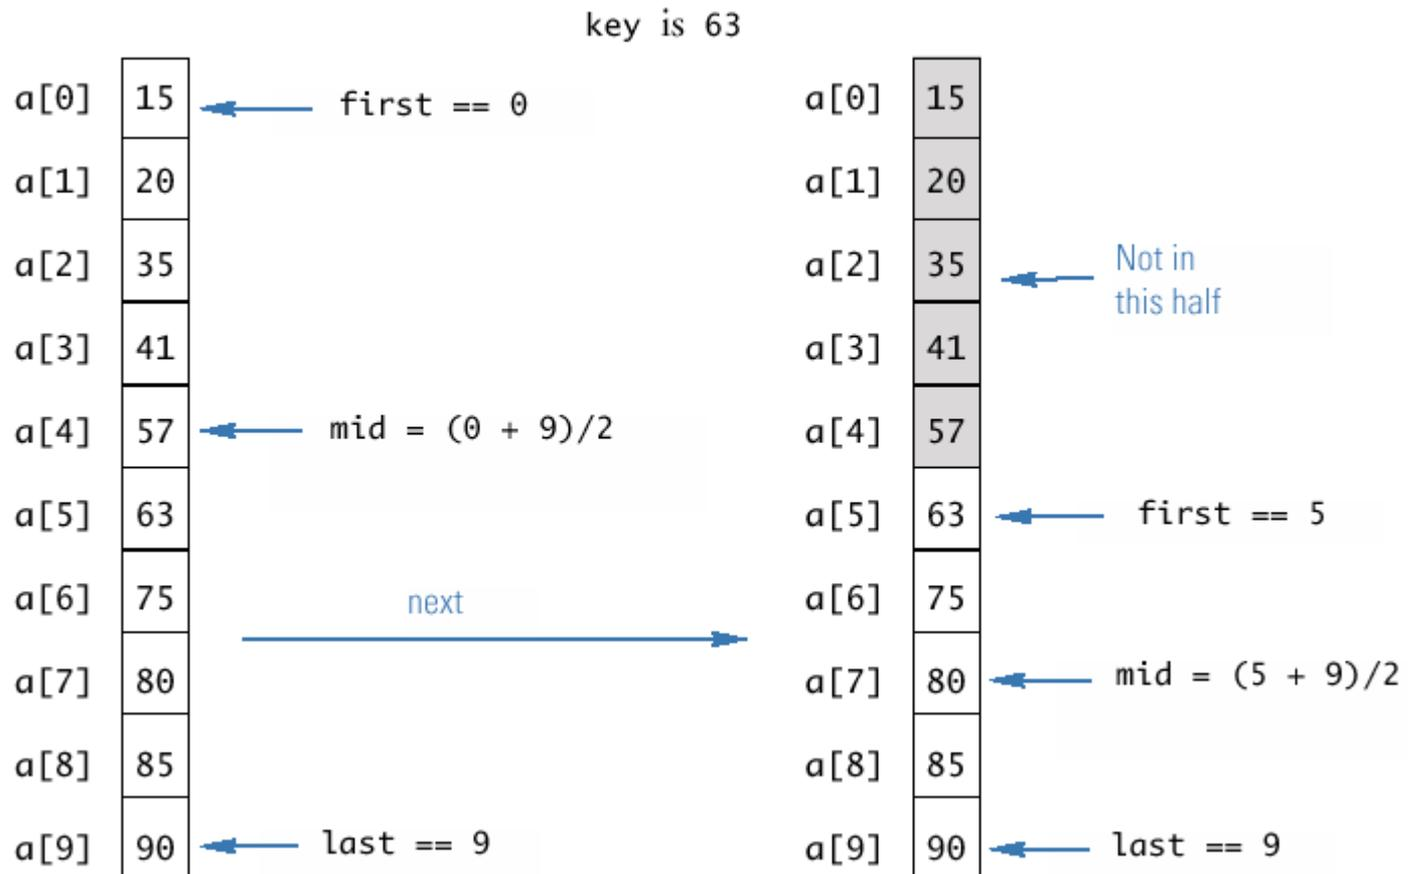 key is 63
a[0] 15 first == 0
a[1] 20
a[2] 35
a[3] 41
a[4] 57 mid = (0 + 9)/2
a[5] 63
a[6] 75
a[7] 80
a[8] 85
a[9] 90 last == 9
next
a[0] 15
a[1] 20
a[2] 35
Not in
this half
a[3] 41
a[4] 57
a[5] 63 first == 5
a[6] 75
a[7] 80 mid = (5 + 9)/2
a[8] 85
a[9] 90 last == 9